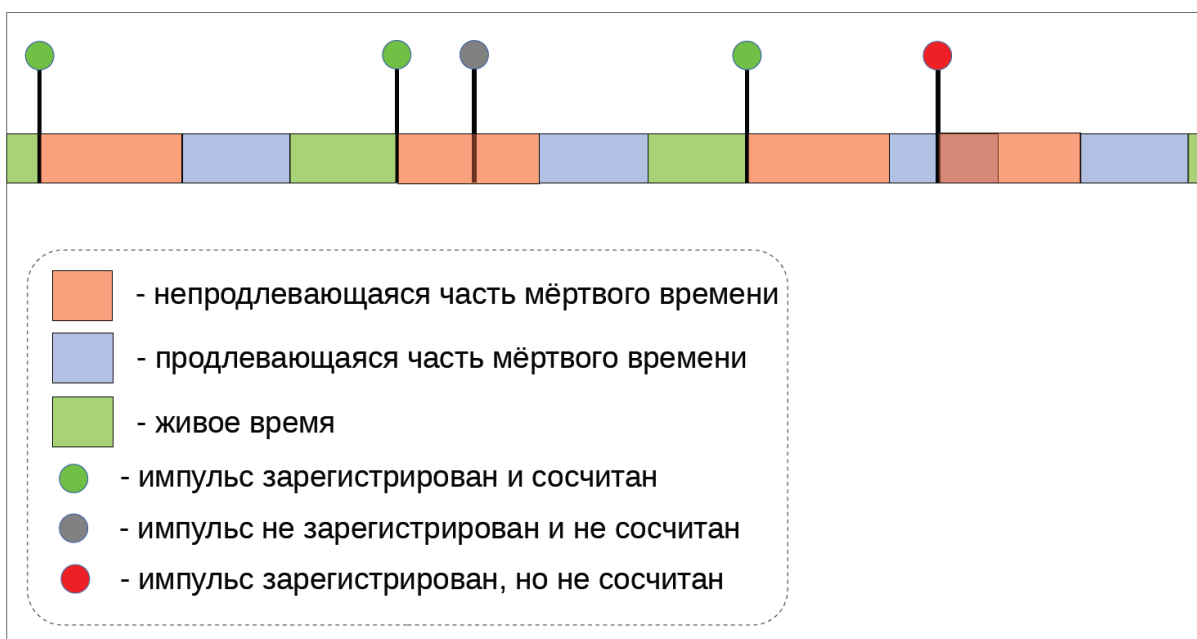 - непродлевающаяся часть мёртвого времени
- продлевающаяся часть мёртвого времени
- живое время
- импульс зарегистрирован и сосчитан
- импульс не зарегистрирован и не сосчитан
- импульс зарегистрирован, но не сосчитан